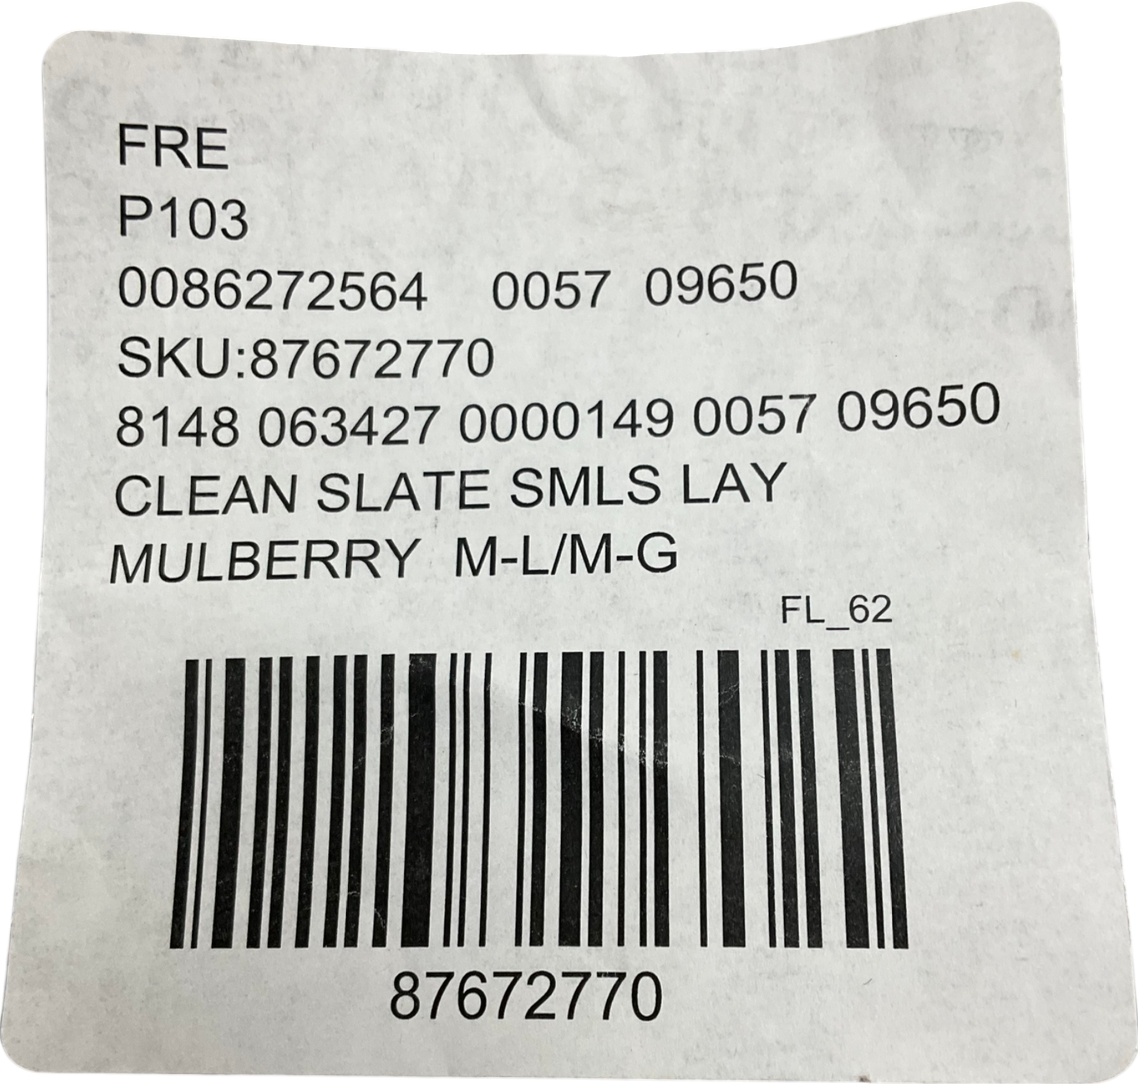 FRE
P103
0086272564 0057 09650
SKU:87672770
8148 063427 0000149 0057 09650
CLEAN SLATE SMLS LAY
MULBERRY M-L/M-G
FL_62
87672770